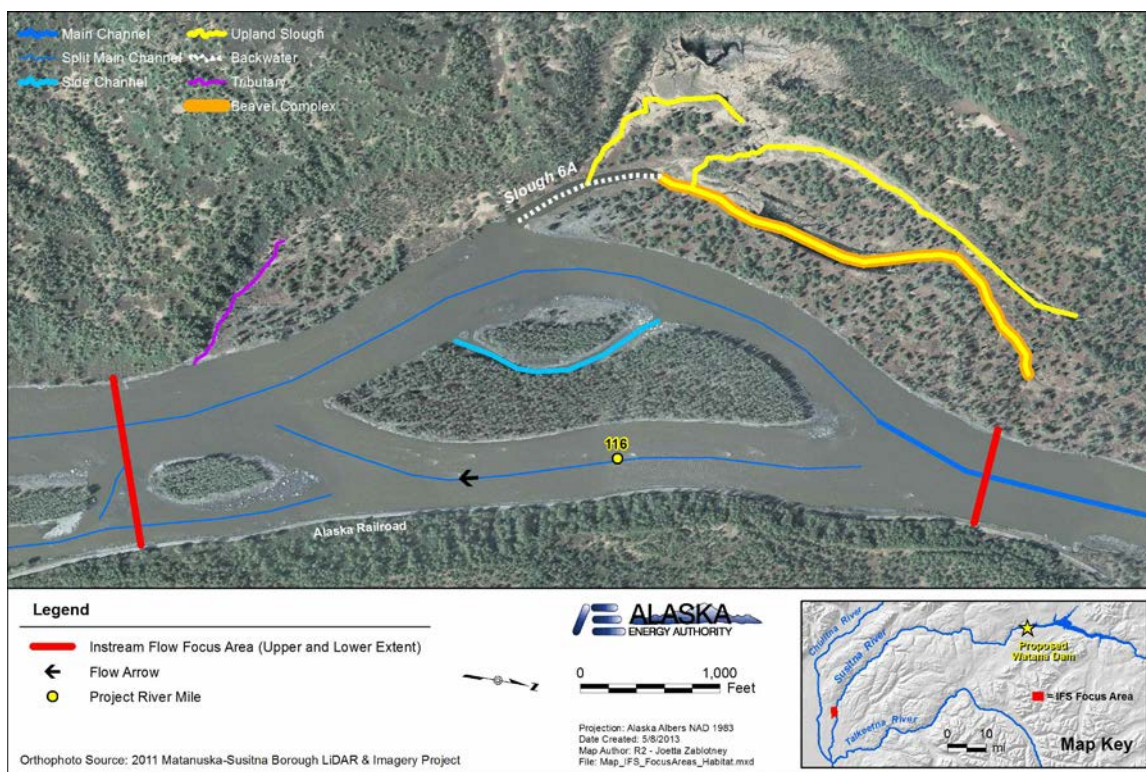 Main Channel
Upland Slough
Split Main Channel
Backwater
Side Channel
Tributary
Beaver Complex
Slough 6A
116
Alaska Railroad
Legend
Instream Flow Focus Area (Upper and Lower Extent)
Flow Arrow
Project River Mile
Orthophoto Source: 2011 Matanuska-Susitna Borough LiDAR & Imagery Project
ALASKA
ENERGY AUTHORITY
0 1,000
Feet
Z
Projection: Alaska Albers NAD 1983
Date Created: 5/8/2013
Map Author: R2 - Joetta Zablotney
File: Map_IFS_FocusAreas_Habitat.mxd
Chulitna River
Susitna River
Talkeetna River
Proposed
Watana Dam
= IFS Focus Area
0 10
mi
Map Key